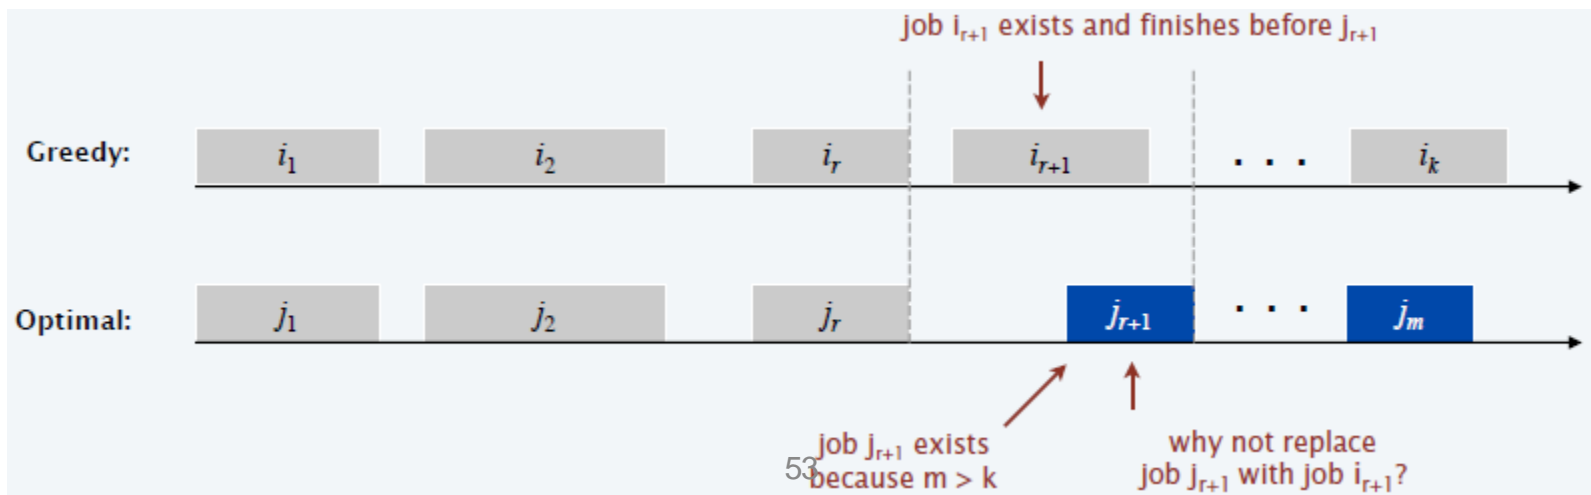 job i_{r+1} exists and finishes before j_{r+1}
Greedy: i_1 i_2 i_r i_{r+1} . . . i_k
Optimal: j_1 j_2 j_r j_{r+1} . . . j_m
job j_{r+1} exists
because m > k
why not replace
job j_{r+1} with job i_{r+1}?
53